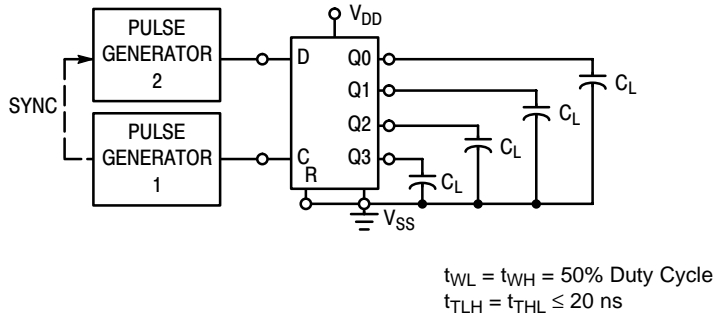 PULSE
GENERATOR
2
SYNC
PULSE
GENERATOR
1
VDD
D
C
R
Q0
Q1
Q2
Q3
CL
CL
CL
CL
VSS
tWL = tWH = 50% Duty Cycle
tTLH = tTHL ≤ 20 ns